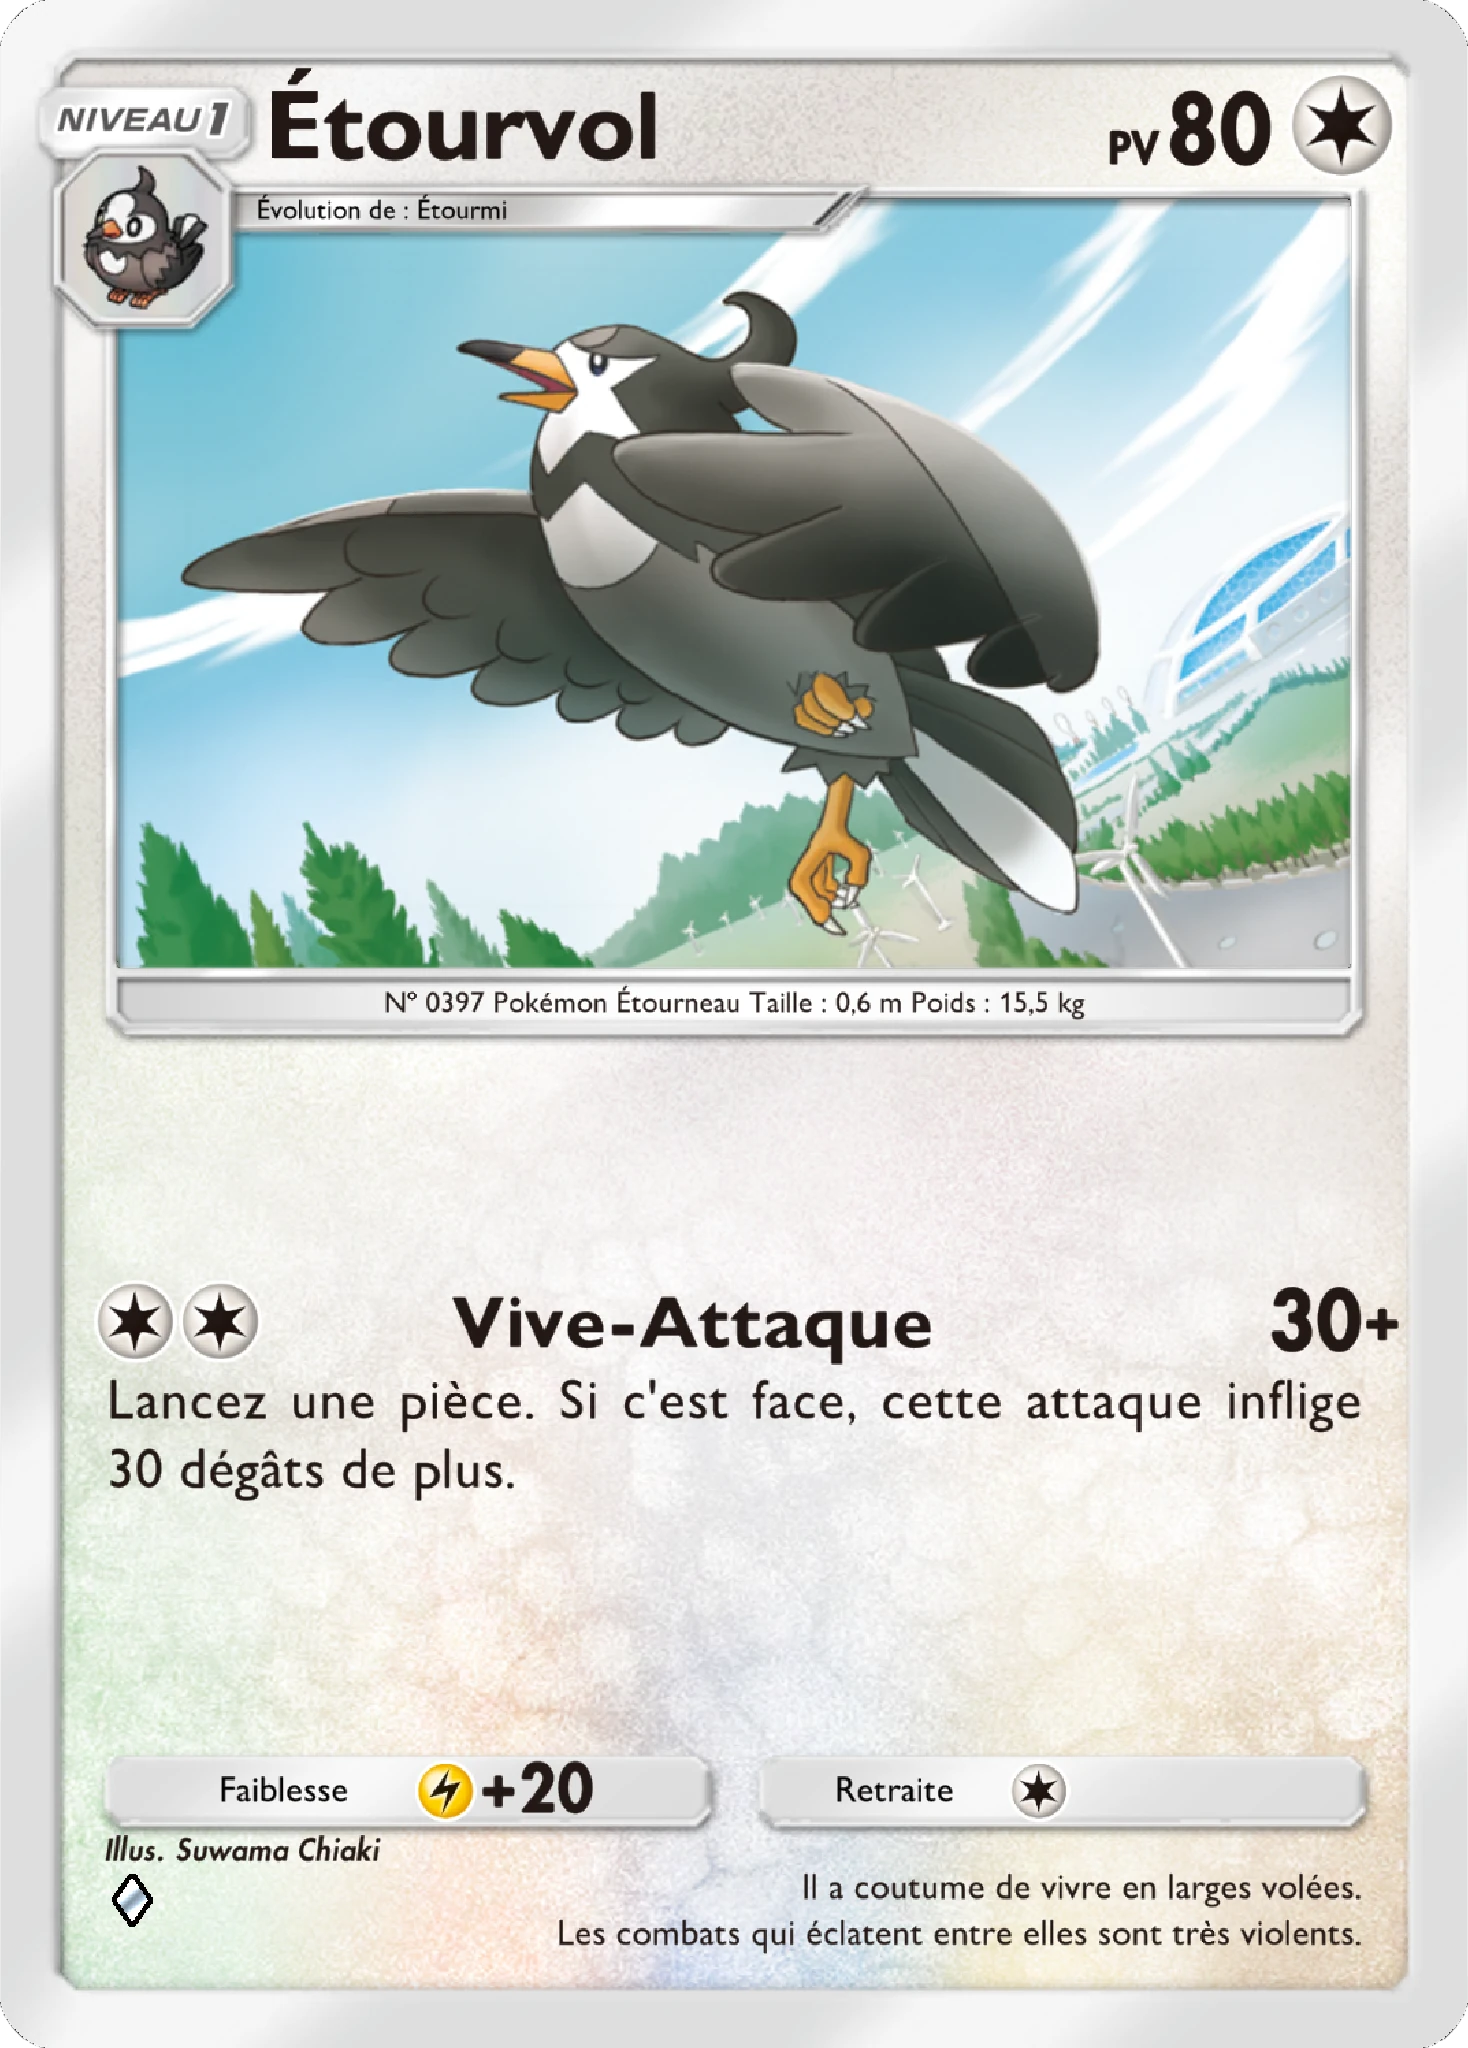 NIVEAU 1
Étourvol
PV 80
Évolution de : Étourmi
N° 0397 Pokémon Étourneau Taille : 0,6 m Poids : 15,5 kg
Vive-Attaque 30+
Lancez une pièce. Si c'est face, cette attaque inflige
30 dégâts de plus.
Faiblesse +20
Retraite
Illus. Suwama Chiaki
Il a coutume de vivre en larges volées.
Les combats qui éclatent entre elles sont très violents.